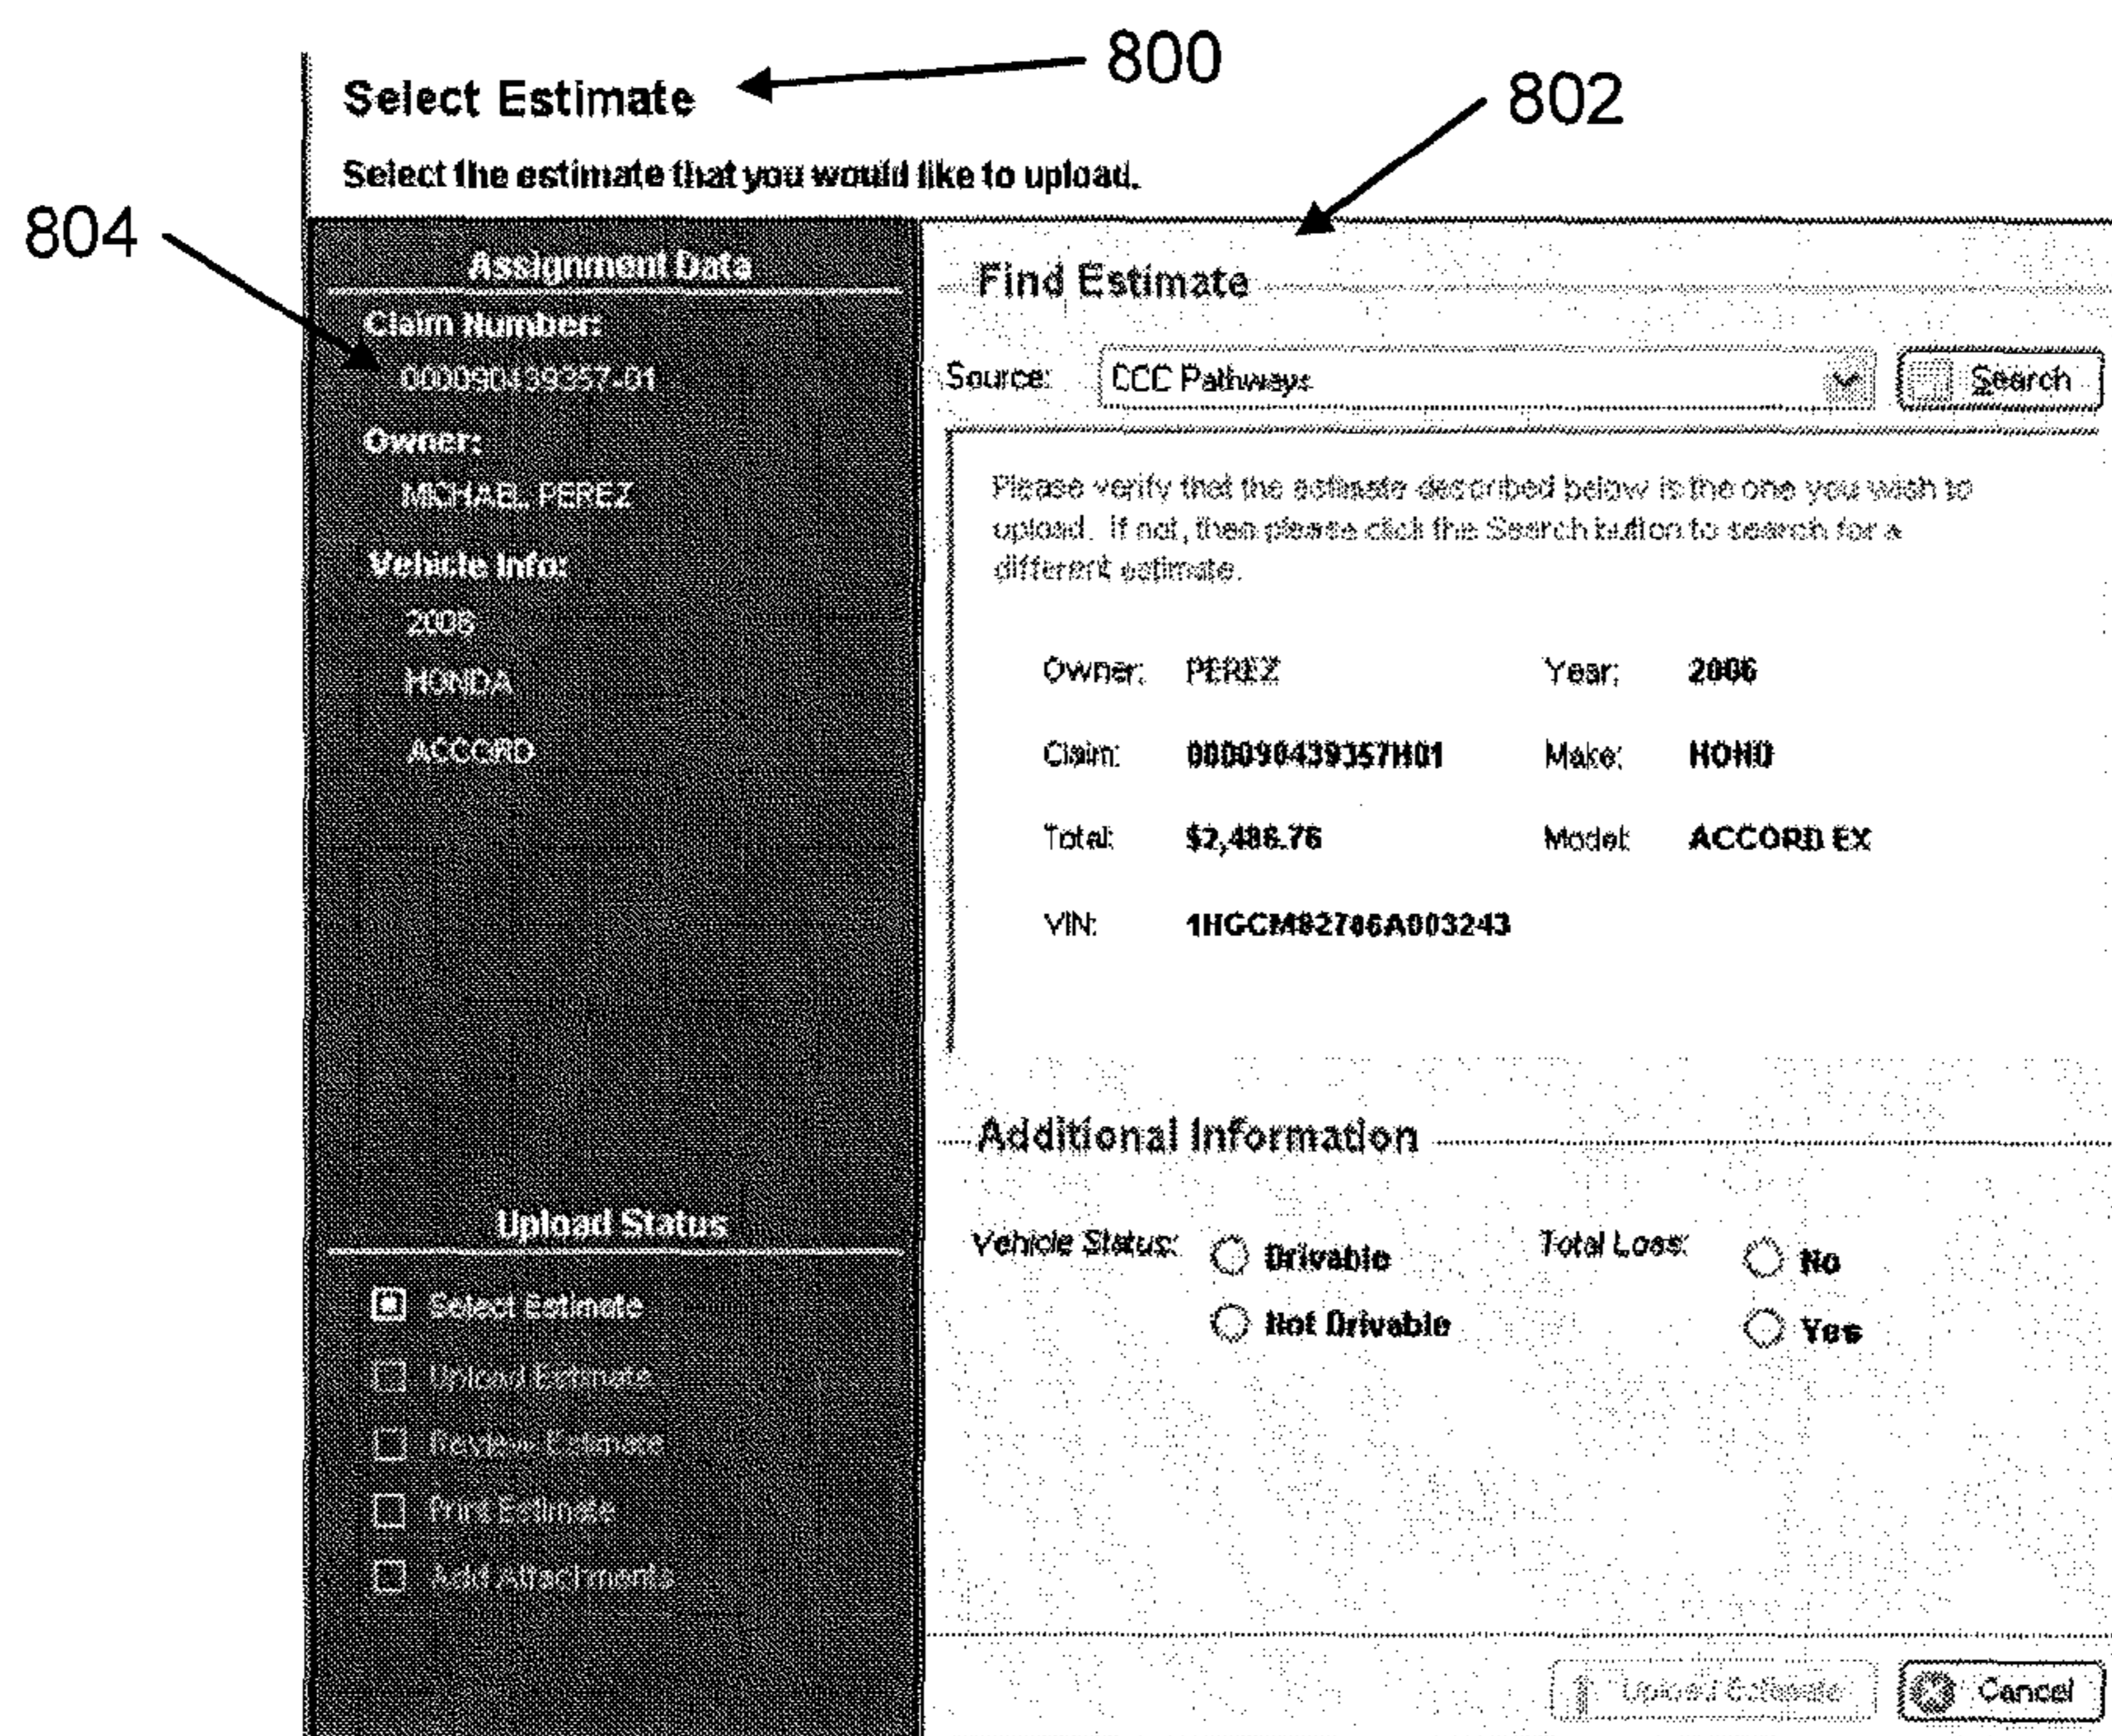 800
Select Estimate
802
Select the estimate that you would like to upload.
804
Assignment Data
Claim Number:
000090439357-01
Owner:
MICHAEL PEREZ
Vehicle Info:
2006
HONDA
ACCORD
Upload Status
Select Estimate
Upload Estimate
Review Estimate
Print Estimate
Add Attachments
Find Estimate
Source: CCC Pathways Search
Please verify that the estimate described below is the one you wish to
upload. If not, then please click the Search button to search for a
different estimate.
Owner: PEREZ Year: 2006
Claim: 000090439357H01 Make: HOND
Total: Model: ACCORD EX
VIN:
Additional Information
Vehicle Status: Drivable Total Loss: No
Not Drivable Yes
Upload Estimate Cancel